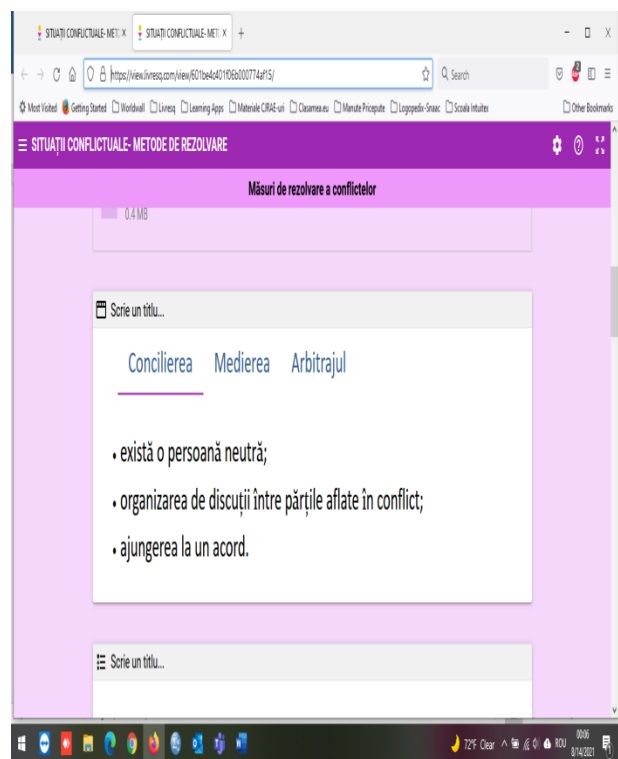 SITUAȚII CONFLICTUALE- MET: X
SITUAȚII CONFLICTUALE- MET: X
https://view.livresq.com/view/601be4c401f06b000774af15/
Search
Most Visited Getting Started Wordwall Livresq Learning Apps Materiale CIRAE-uri Clasamea.eu Manute Pricepute Logopedix-Snaac Scoala Intuitex Other Bookmarks
SITUAȚII CONFLICTUALE- METODE DE REZOLVARE
Măsuri de rezolvare a conflictelor
0.4 MB
Scrie un titlu...
Concilierea Medierea Arbitrajul
• există o persoană neutră;
• organizarea de discuții între părțile aflate în conflict;
• ajungerea la un acord.
Scrie un titlu...
72°F Clear ROU 00:06
8/14/2021